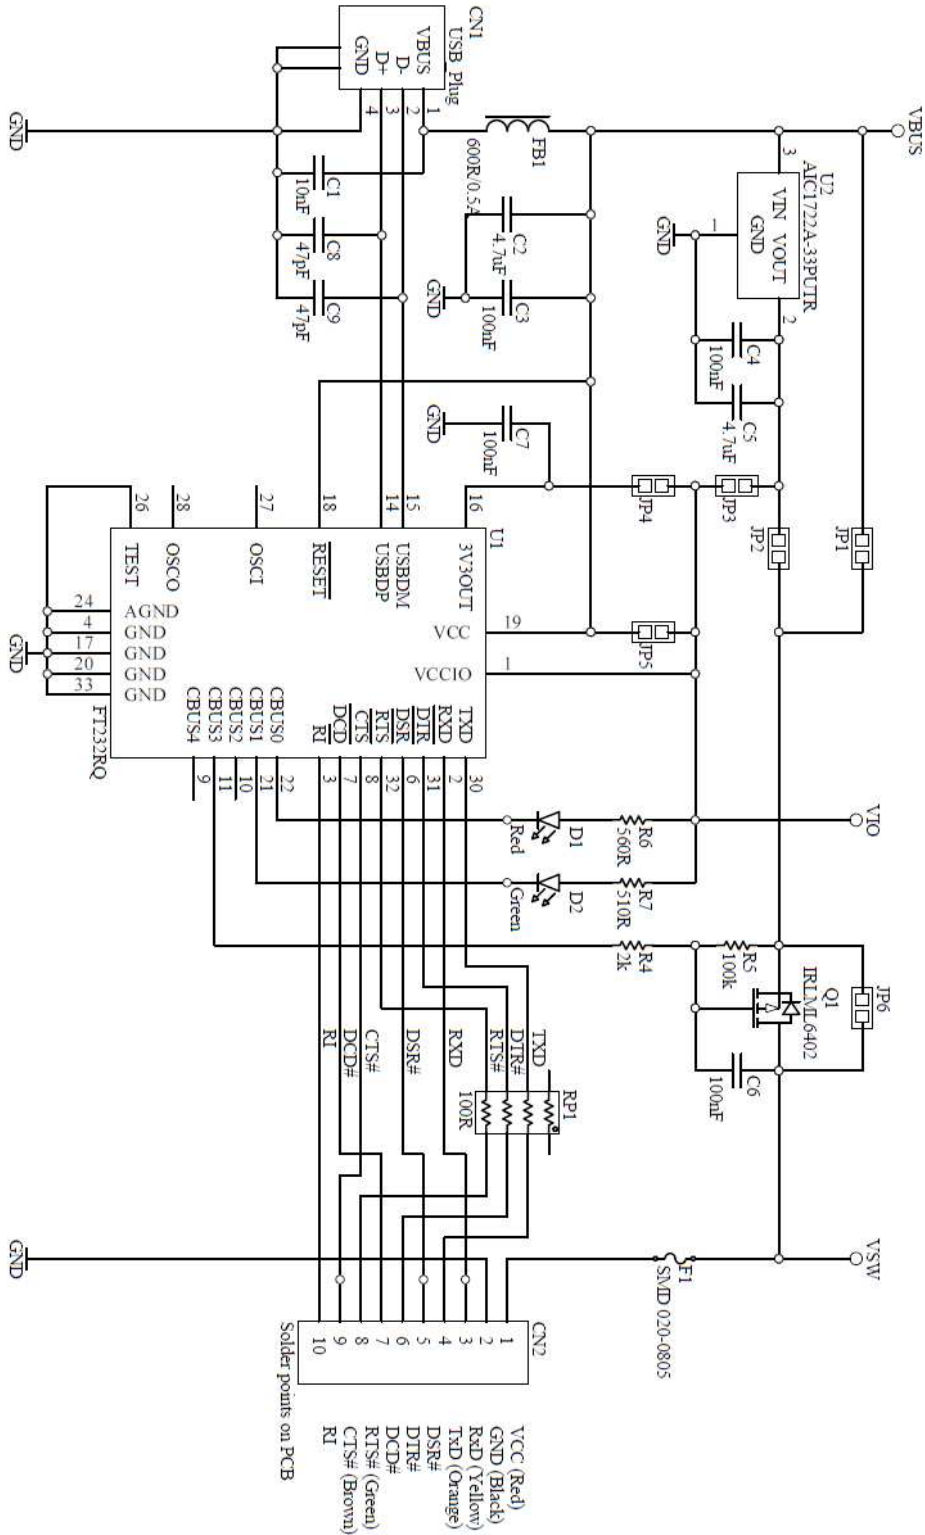 CN1
USB Plug
VBUS
D-
D+
GND
1
2
3
4
GND
C1
10nF
C8
47pF
C9
47pF
FB1
600R/0.5A
C2
4.7uF
C3
100nF
GND
VBUS
U2
AIC1722A-33PUTR
VIN VOUT
GND
3
1
2
GND
C4
100nF
C5
4.7uF
C7
100nF
GND
JP4
JP3
JP2
JP1
JP5
U1
16
15
14
18
27
28
26
3V3OUT
USBDM
USBDP
RESET
OSCI
OSCO
TEST
24
4
17
20
33
AGND
GND
GND
GND
GND
GND
19
VCC
1
VCCIO
TXD
RXD
DTR
DSR
RTS
CTS
DCD
RI
CBUS0
CBUS1
CBUS2
CBUS3
CBUS4
30
2
31
6
32
8
7
3
22
21
10
11
9
FT232RQ
D1
Red
D2
Green
R6
560R
R7
510R
VIO
R4
2k
R5
100k
Q1
IRLML6402
JP6
C6
100nF
TXD
DTR#
RTS#
RXD
DSR#
CTS#
DCD#
RI
RP1
100R
VSW
F1
SMD 020-0805
GND
CN2
1
2
3
4
5
6
7
8
9
10
Solder points on PCB
VCC (Red)
GND (Black)
RxD (Yellow)
TxD (Orange)
DSR#
DTR#
DCD#
RTS# (Green)
CTS# (Brown)
RI